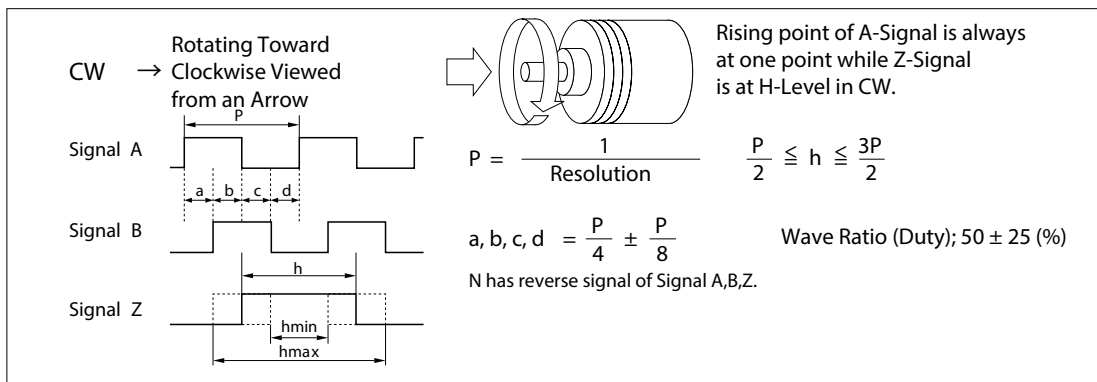 CW → Rotating Toward
Clockwise Viewed
from an Arrow
Rising point of A-Signal is always
at one point while Z-Signal
is at H-Level in CW.
P
Signal A
a b c d
Signal B
h
Signal Z
hmin
hmax
P = 1 / Resolution
P/2 ≦ h ≦ 3P/2
a, b, c, d = P/4 ± P/8
Wave Ratio (Duty); 50 ± 25 (%)
N has reverse signal of Signal A,B,Z.